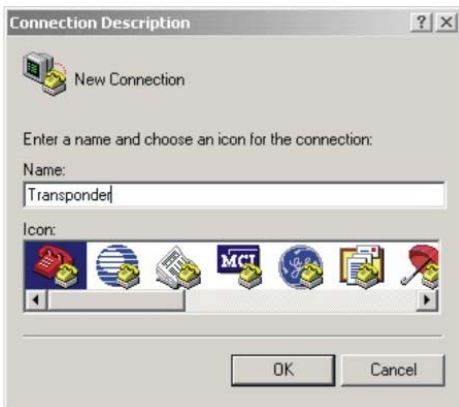 Connection Description
New Connection
Enter a name and choose an icon for the connection:
Name:
Transponder
Icon:
MCI
OK Cancel